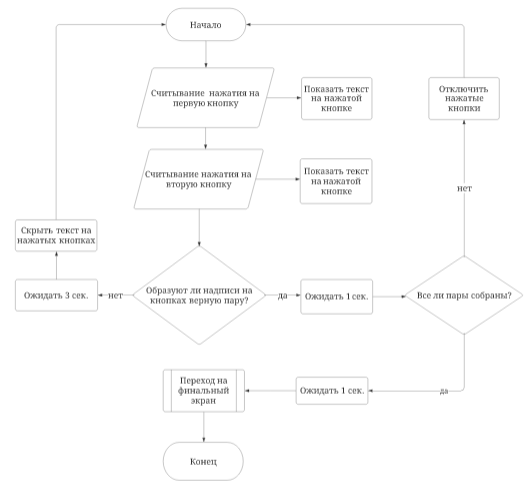 Начало
Считывание нажатия на
первую кнопку
Показать текст
на нажатой
кнопке
Отключить
нажатые
кнопки
Считывание нажатия на
вторую кнопку
Показать текст
на нажатой
кнопке
нет
Скрыть текст на
нажатых кнопках
Ожидать 3 сек.
нет
Образуют ли надписи на
кнопках верную пару?
да
Ожидать 1 сек.
Все ли пары собраны?
Переход на
финальный
экран
Ожидать 1 сек.
да
Конец